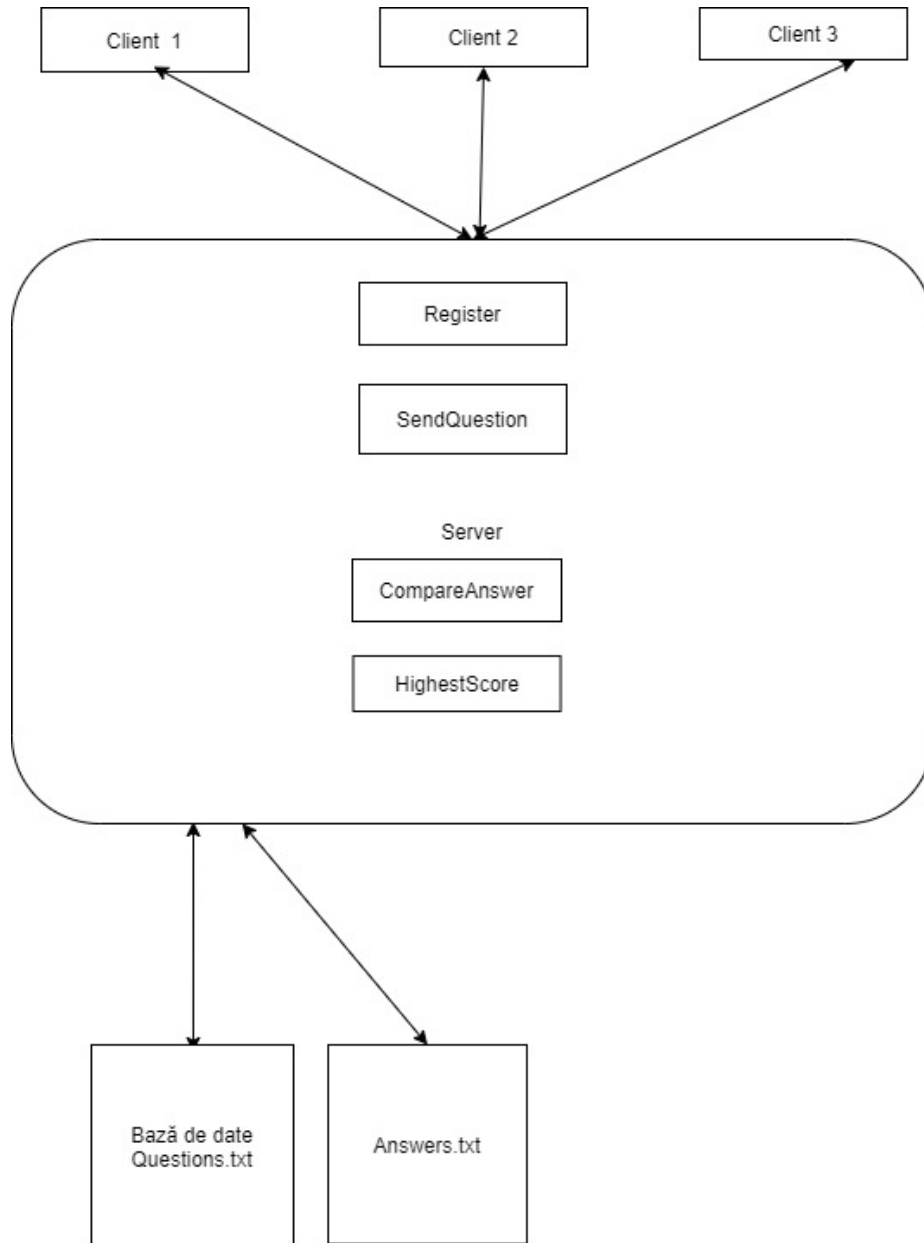 Client  1
Client 2
Client 3
Register
SendQuestion
Server
CompareAnswer
HighestScore
Bază de date
Questions.txt
Answers.txt